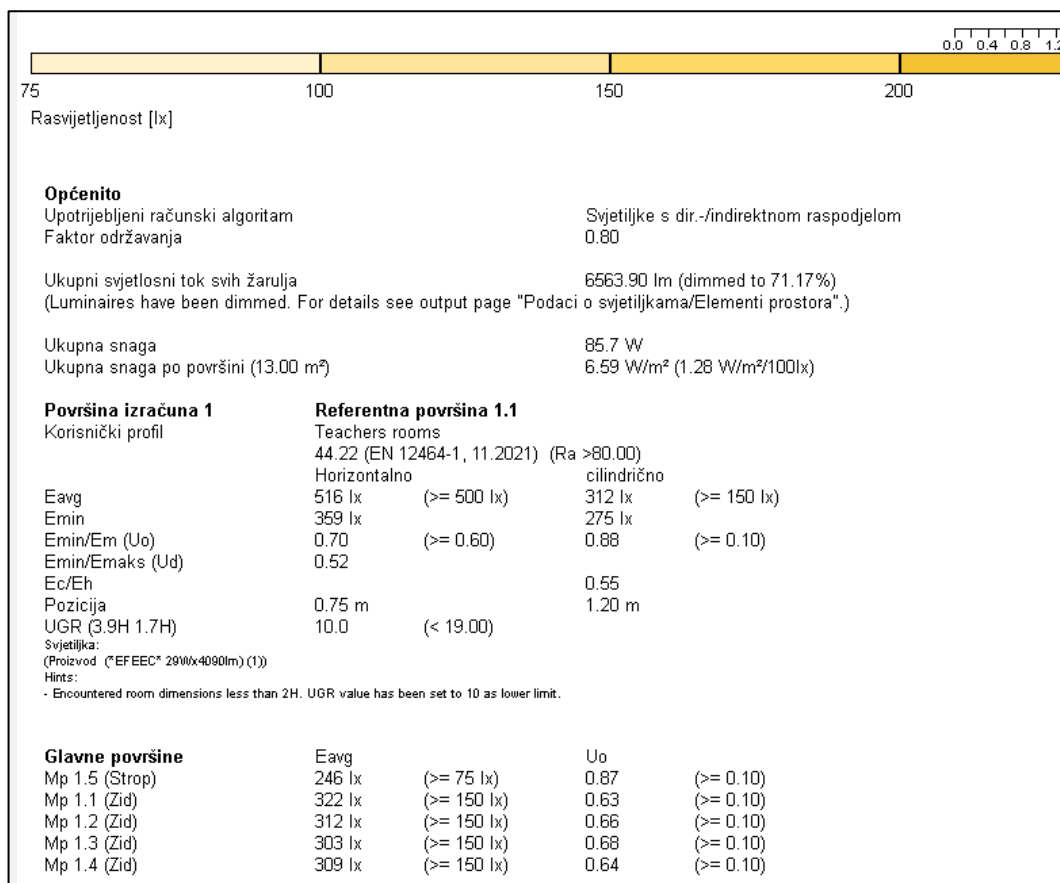 0.0 0.4 0.8 1.2
75 100 150 200
Rasvijetljenost [lx]
Općenito
Upotrijebljeni računski algoritam Svjetiljke s dir.-/indirektnom raspodjelom
Faktor održavanja 0.80
Ukupni svjetlosni tok svih žarulja 6563.90 lm (dimmed to 71.17%)
(Luminaires have been dimmed. For details see output page "Podaci o svjetiljkama/Elementi prostora".)
Ukupna snaga 85.7 W
Ukupna snaga po površini (13.00 m²) 6.59 W/m² (1.28 W/m²/100lx)
Površina izračuna 1 Referentna površina 1.1
Korisnički profil Teachers rooms
44.22 (EN 12464-1, 11.2021) (Ra >80.00)
Horizontalno cilindrično
Eavg 516 lx (>= 500 lx) 312 lx (>= 150 lx)
Emin 359 lx 275 lx
Emin/Em (Uo) 0.70 (>= 0.60) 0.88 (>= 0.10)
Emin/Emaks (Ud) 0.52
Ec/Eh 0.55
Pozicija 0.75 m 1.20 m
UGR (3.9H 1.7H) 10.0 (< 19.00)
Svjetiljka:
(Proizvod (*EFEEC* 29Wx4090lm) (1))
Hints:
- Encountered room dimensions less than 2H. UGR value has been set to 10 as lower limit.
Glavne površine Eavg Uo
Mp 1.5 (Strop) 246 lx (>= 75 lx) 0.87 (>= 0.10)
Mp 1.1 (Zid) 322 lx (>= 150 lx) 0.63 (>= 0.10)
Mp 1.2 (Zid) 312 lx (>= 150 lx) 0.66 (>= 0.10)
Mp 1.3 (Zid) 303 lx (>= 150 lx) 0.68 (>= 0.10)
Mp 1.4 (Zid) 309 lx (>= 150 lx) 0.64 (>= 0.10)